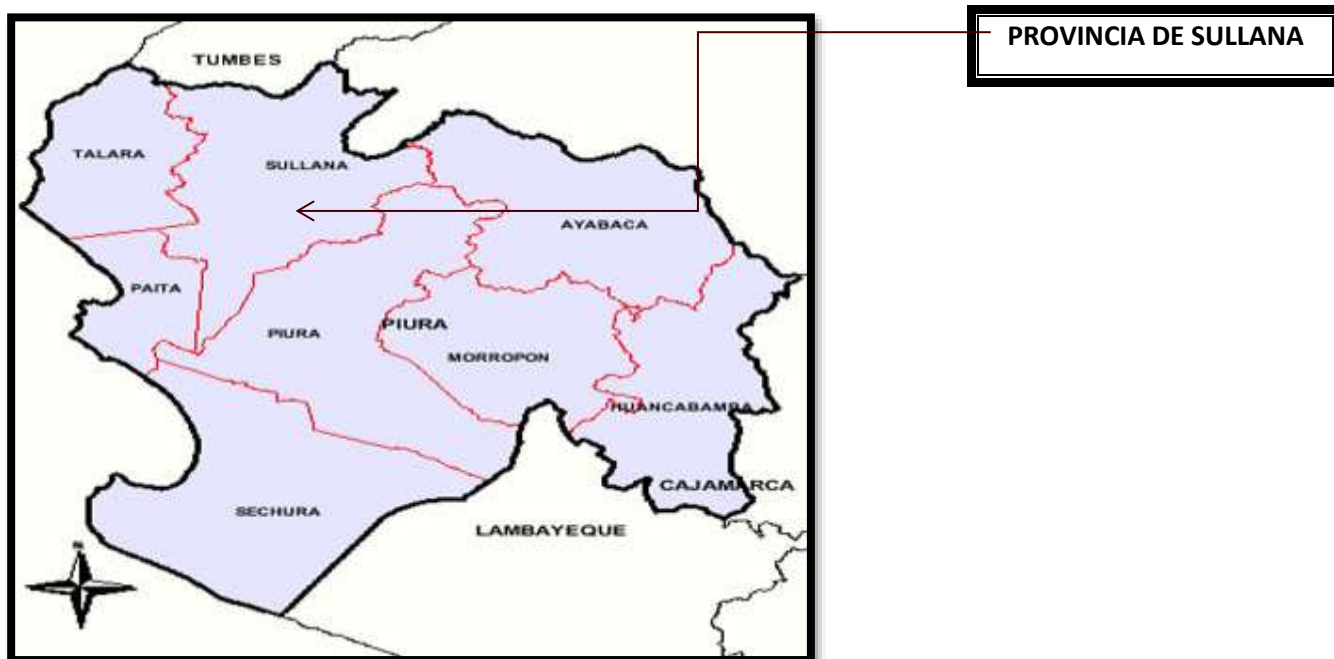 PROVINCIA DE SULLANA
TUMBES
TALARA
SULLANA
AYABACA
PAITA
PIURA
PIURA
MORROPON
HUANCABAMBA
CAJAMARCA
SECHURA
LAMBAYEQUE
N